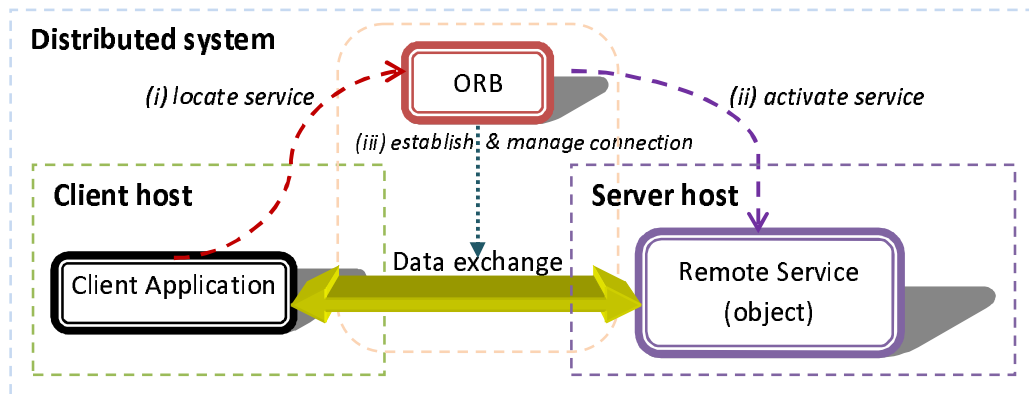 Distributed system
ORB
(i) locate service
(ii) activate service
(iii) establish & manage connection
Client host
Server host
Client Application
Data exchange
Remote Service
(object)